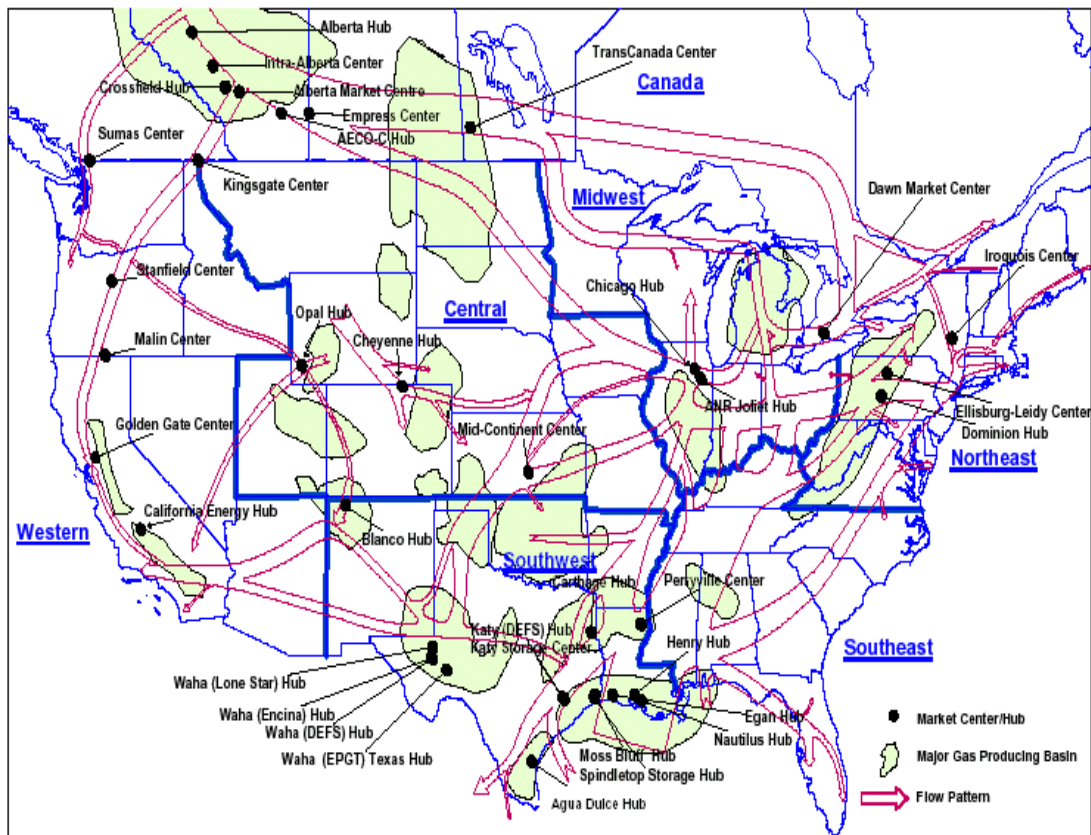 Alberta Hub
TransCanada Center
Intra-Alberta Center
Canada
Crossfield Hub
Alberta Market Centre
Empress Center
AECO-C Hub
Sumas Center
Kingsgate Center
Midwest
Dawn Market Center
Iroquois Center
Stanfield Center
Chicago Hub
Opal Hub
Central
Cheyenne Hub
Malin Center
ANR Joliet Hub
Ellisburg-Leidy Center
Golden Gate Center
Mid-Continent Center
Dominion Hub
Northeast
California Energy Hub
Western
Blanco Hub
Southwest
Carthage Hub
Perryville Center
Katy (DEFS) Hub
Katy Storage Center
Henry Hub
Southeast
Waha (Lone Star) Hub
Waha (Encina) Hub
Egan Hub
Market Center/Hub
Waha (DEFS) Hub
Nautilus Hub
Waha (EPGT) Texas Hub
Moss Bluff Hub
Major Gas Producing Basin
Spindletop Storage Hub
Flow Pattern
Agua Dulce Hub